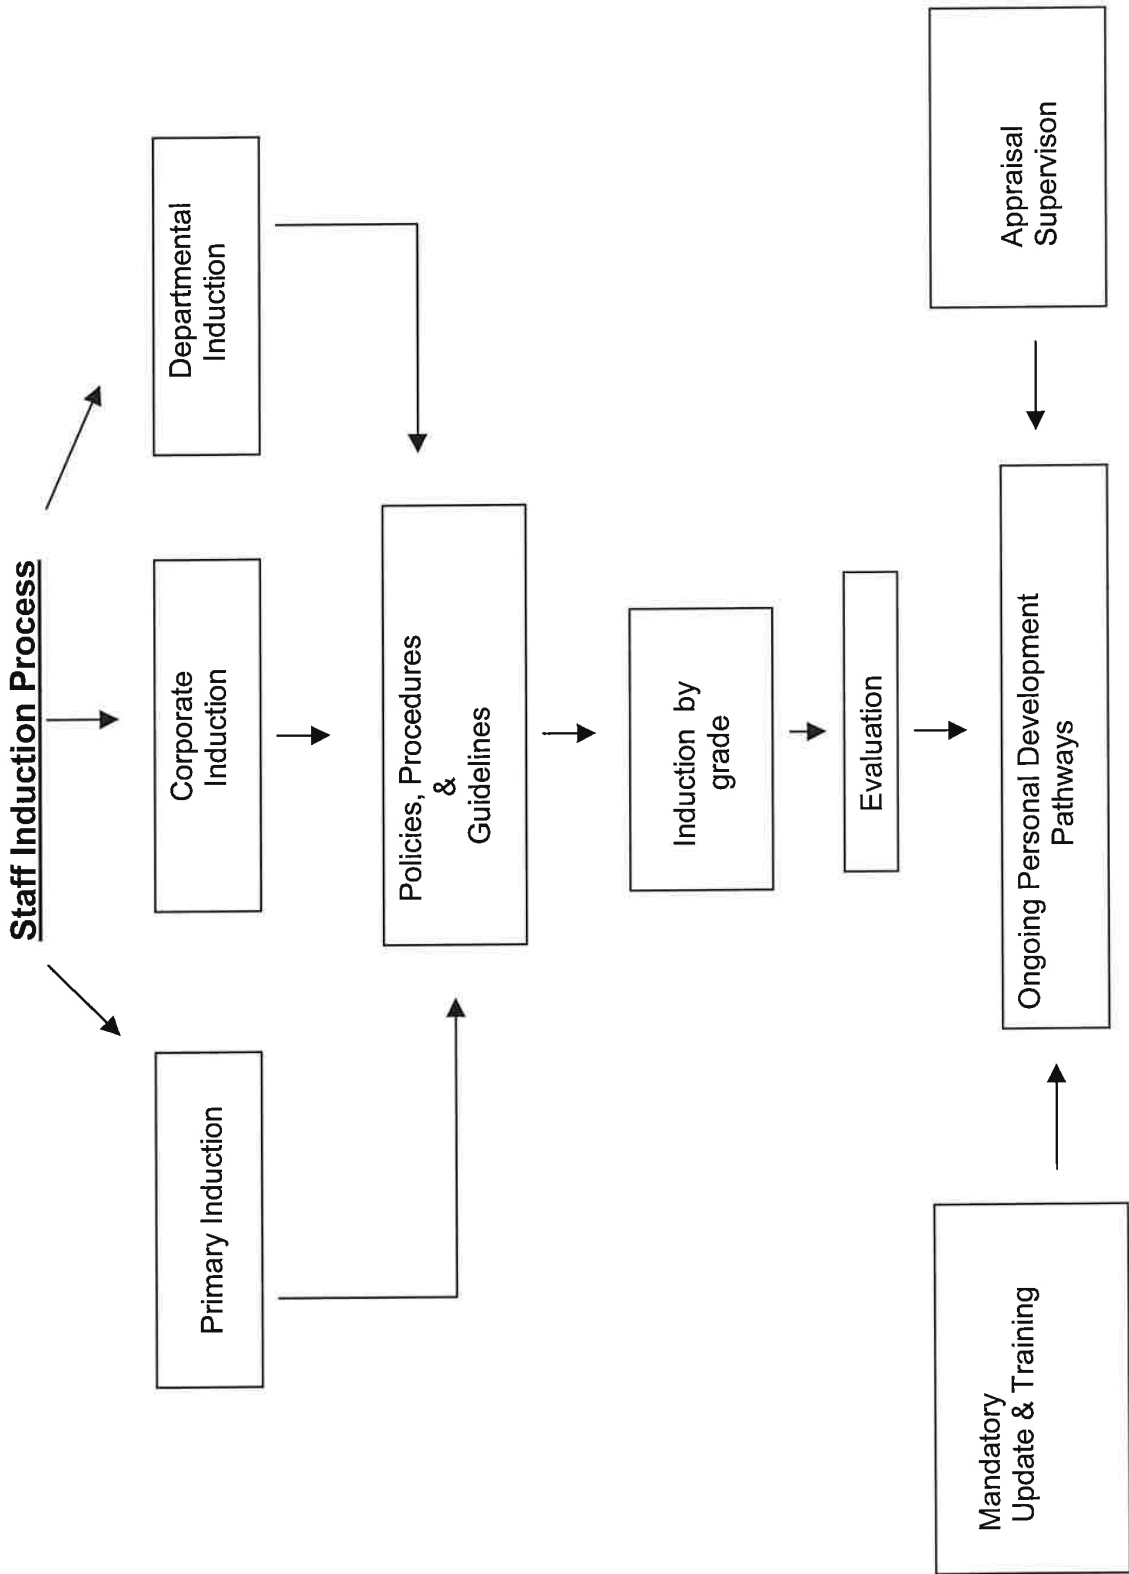 Staff Induction Process
Primary Induction
Corporate
Induction
Departmental
Induction
Policies, Procedures
&
Guidelines
Induction by
grade
Evaluation
Mandatory
Update & Training
Ongoing Personal Development
Pathways
Appraisal
Supervison